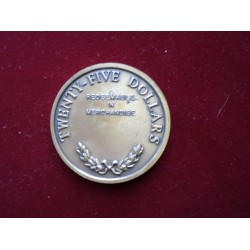 TWENTY-FIVE DOLLARS
REDEEMABLE
IN
MERCHANDISE